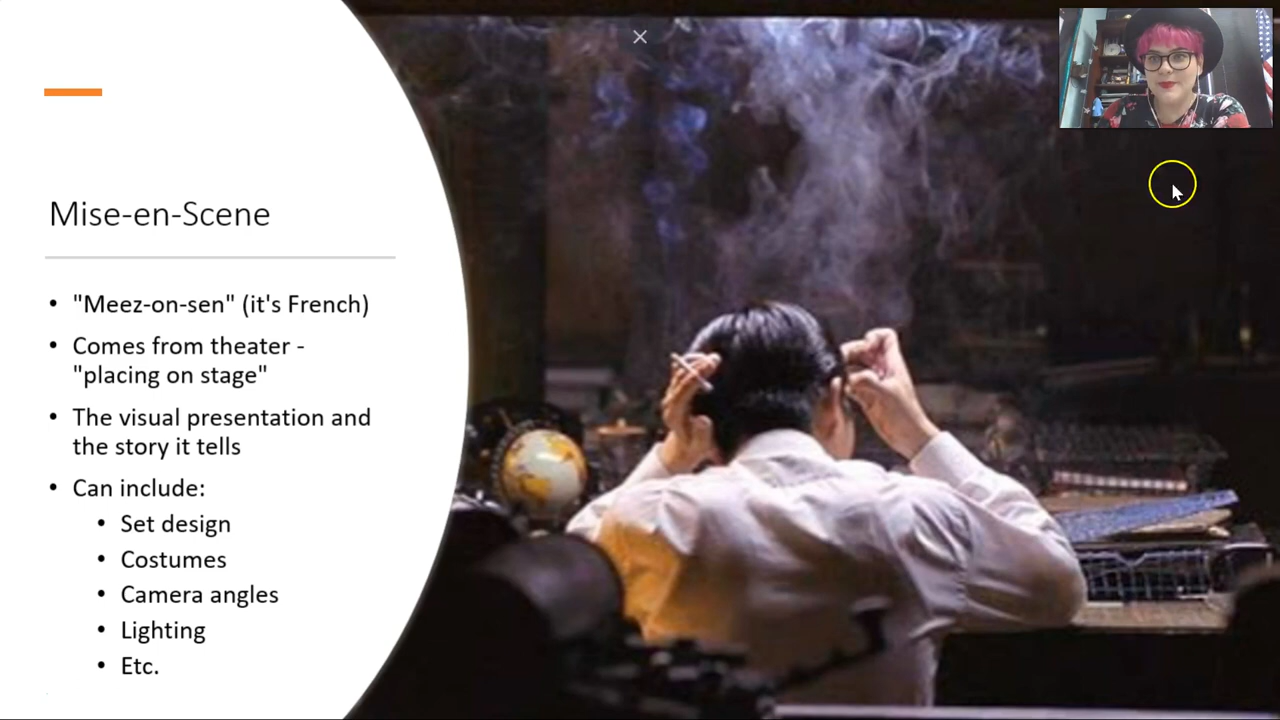 Mise-en-Scene
• "Meez-on-sen" (it's French)
• Comes from theater -
"placing on stage"
• The visual presentation and
the story it tells
• Can include:
• Set design
• Costumes
• Camera angles
• Lighting
• Etc.